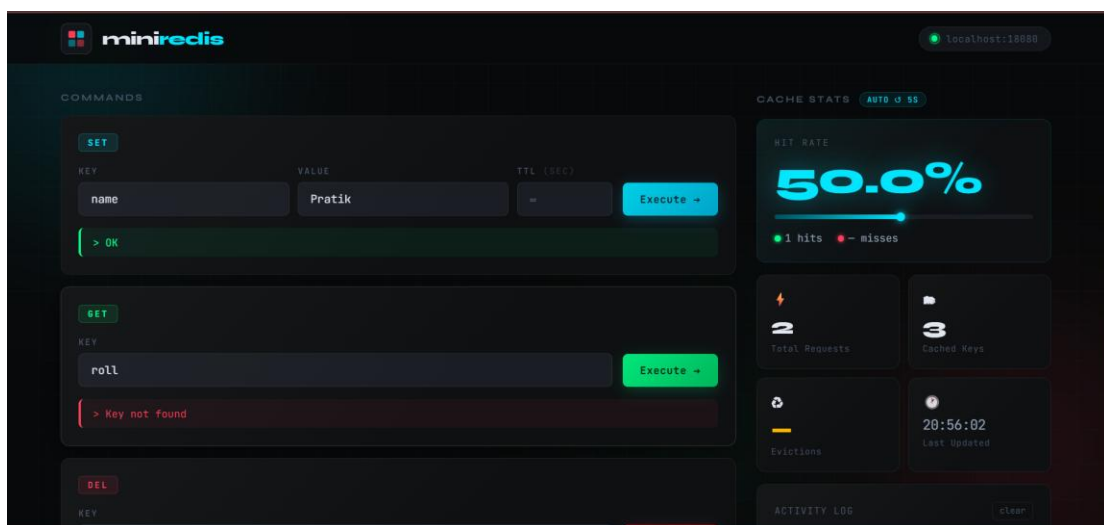 miniredis
localhost:18080
COMMANDS
SET
KEY VALUE TTL (SEC)
name Pratik ∞ Execute →
> OK
GET
KEY
roll Execute →
> Key not found
DEL
KEY
CACHE STATS AUTO ↺ 5S
HIT RATE
50.0%
1 hits — misses
2
Total Requests
3
Cached Keys
—
Evictions
20:56:02
Last Updated
ACTIVITY LOG clear